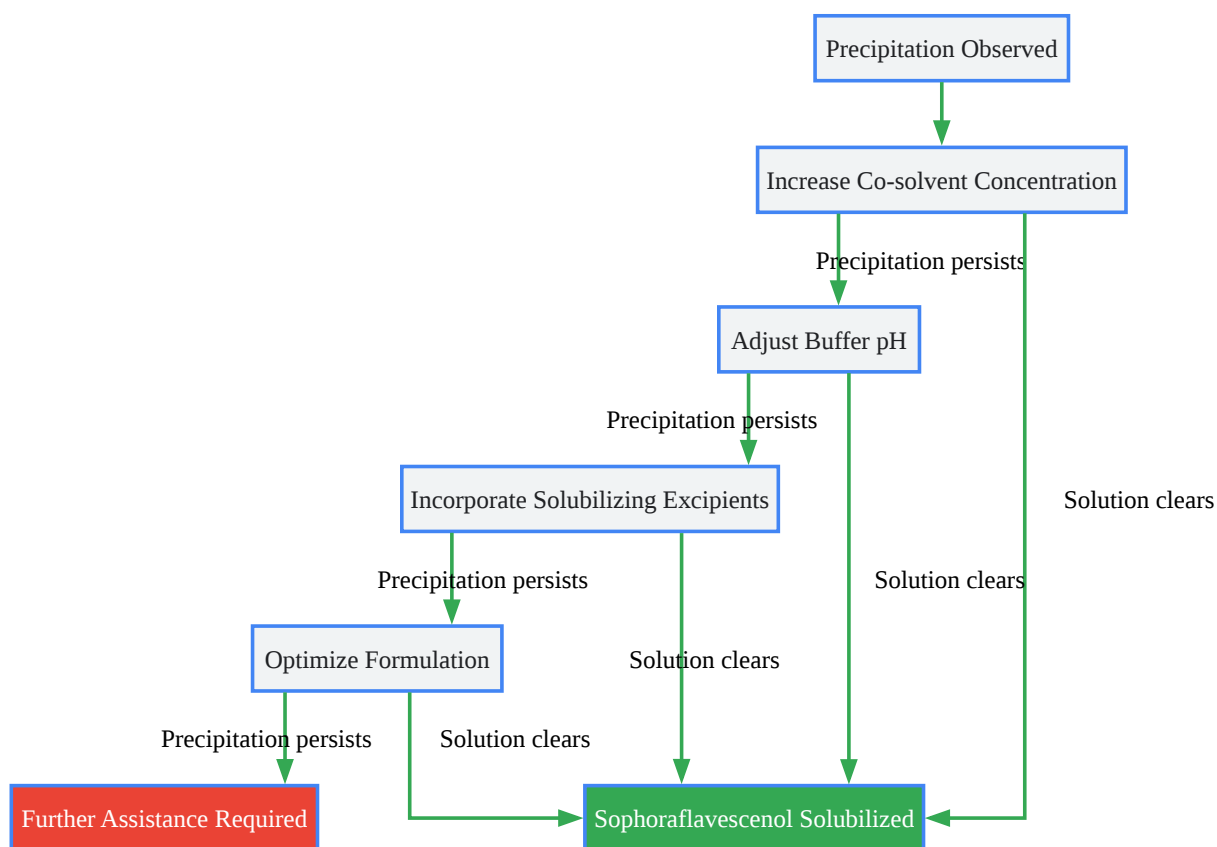 Precipitation Observed
Increase Co-solvent Concentration
Precipitation persists
Adjust Buffer pH
Precipitation persists
Incorporate Solubilizing Excipients
Solution clears
Precipitation persists
Solution clears
Optimize Formulation
Solution clears
Precipitation persists
Solution clears
Further Assistance Required
Sophoraflavescenol Solubilized